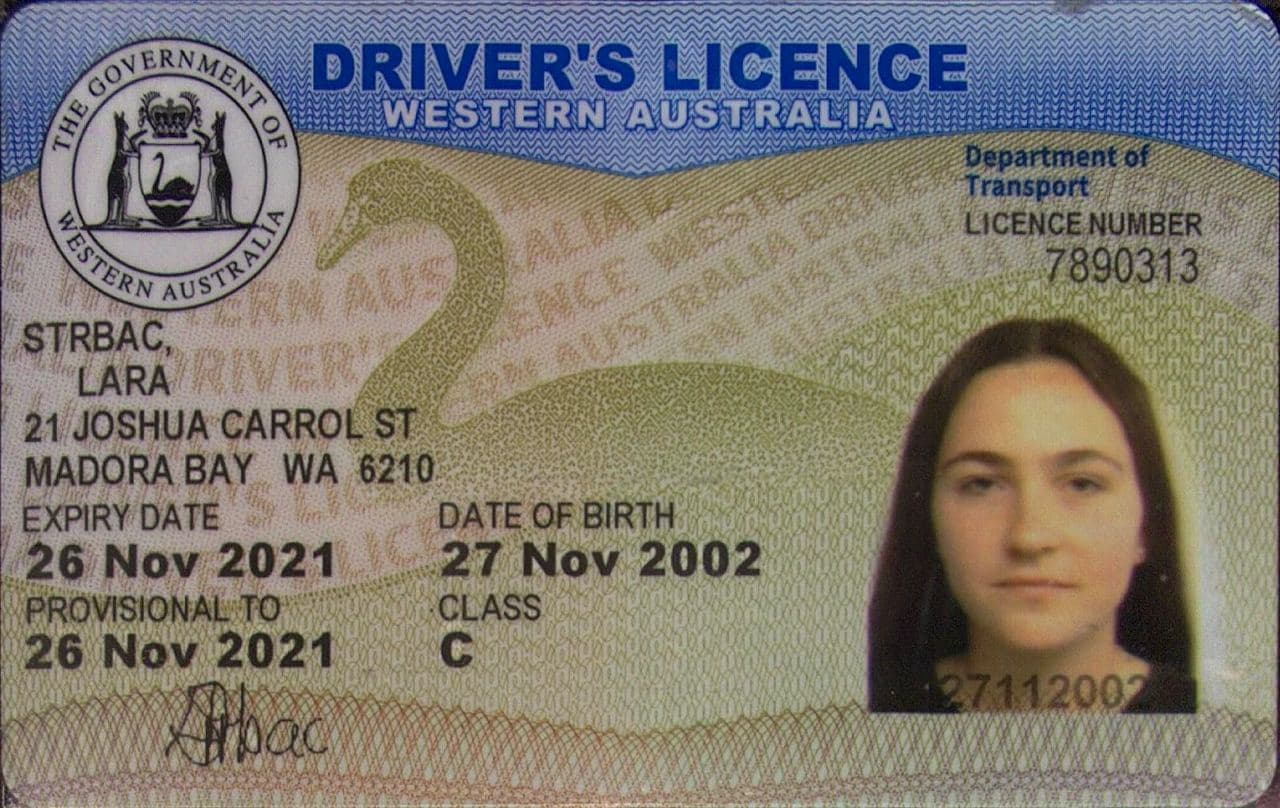 DRIVER'S LICENCE
WESTERN AUSTRALIA
THE GOVERNMENT OF
WESTERN AUSTRALIA
Department of
Transport
LICENCE NUMBER
7890313
STRBAC,
LARA
21 JOSHUA CARROL ST
MADORA BAY WA 6210
EXPIRY DATE
DATE OF BIRTH
26 Nov 2021
27 Nov 2002
PROVISIONAL TO
CLASS
26 Nov 2021
C
27112002
Strbac